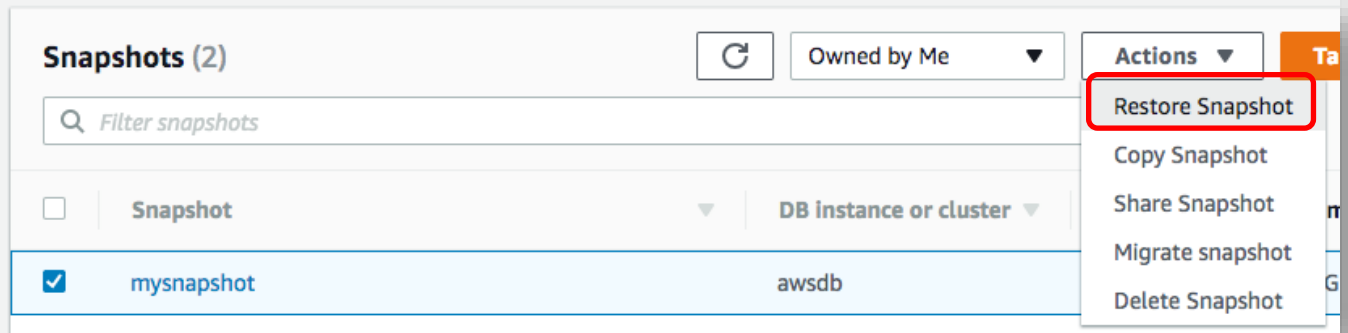 Snapshots (2)
Owned by Me
Actions
Ta
Filter snapshots
Restore Snapshot
Copy Snapshot
Share Snapshot
Migrate snapshot
Delete Snapshot
Snapshot
DB instance or cluster
mysnapshot
awsdb
G